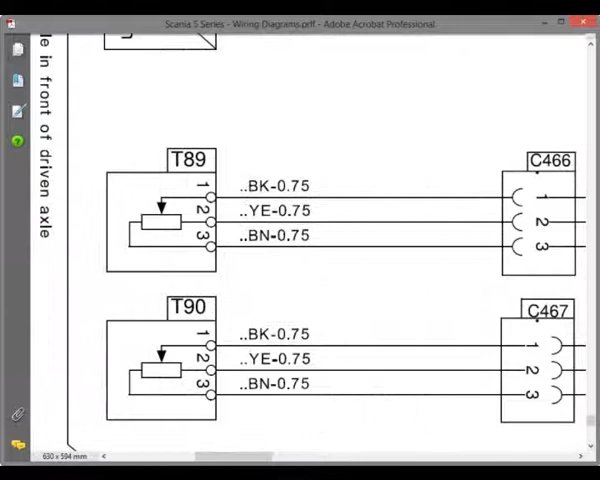 Scania 5 Series - Wiring Diagrams.pdf - Adobe Acrobat Professional
le in front of driven axle
T89
1
2
3
..BK-0.75
..YE-0.75
..BN-0.75
C466
1
2
3
T90
1
2
3
..BK-0.75
..YE-0.75
..BN-0.75
C467
1
2
3
630 x 594 mm